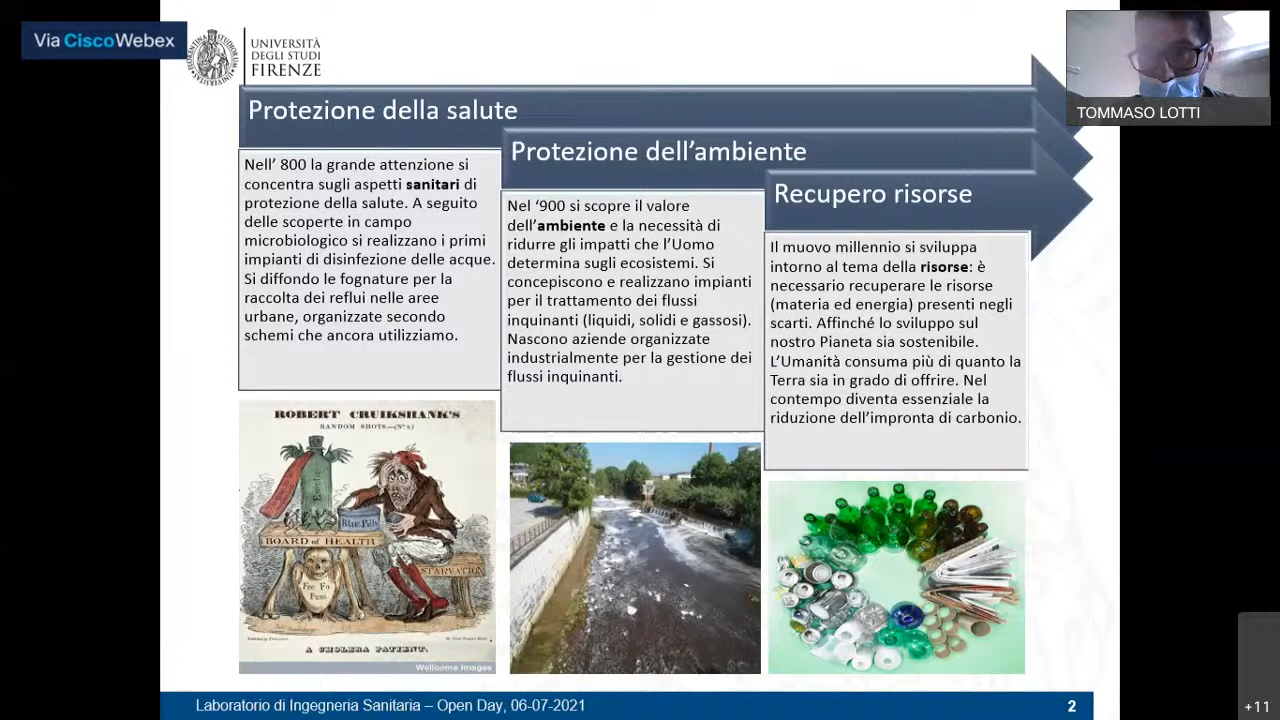 Via Cisco Webex
UNIVERSITÀ
DEGLI STUDI
FIRENZE
TOMMASO LOTTI
Protezione della salute
Nell' 800 la grande attenzione si
concentra sugli aspetti sanitari di
protezione della salute. A seguito
delle scoperte in campo
microbiologico si realizzano i primi
impianti di disinfezione delle acque.
Si diffondo le fognature per la
raccolta dei reflui nelle aree
urbane, organizzate secondo
schemi che ancora utilizziamo.
Protezione dell'ambiente
Nel '900 si scopre il valore
dell'ambiente e la necessità di
ridurre gli impatti che l'Uomo
determina sugli ecosistemi. Si
concepiscono e realizzano impianti
per il trattamento dei flussi
inquinanti (liquidi, solidi e gassosi).
Nascono aziende organizzate
industrialmente per la gestione dei
flussi inquinanti.
Recupero risorse
Il muovo millennio si sviluppa
intorno al tema della risorse: è
necessario recuperare le risorse
(materia ed energia) presenti negli
scarti. Affinché lo sviluppo sul
nostro Pianeta sia sostenibile.
L'Umanità consuma più di quanto la
Terra sia in grado di offrire. Nel
contempo diventa essenziale la
riduzione dell'impronta di carbonio.
ROBERT CRUIKSHANK'S
RANDOM SHOTS.—(No 2.)
Blue Pills
BOARD of HEALTH
STARVATION
Fee Fo
Fum
A CHOLERA PATIENT.
Wellcome Images
Laboratorio di Ingegneria Sanitaria – Open Day, 06-07-2021
2
+11